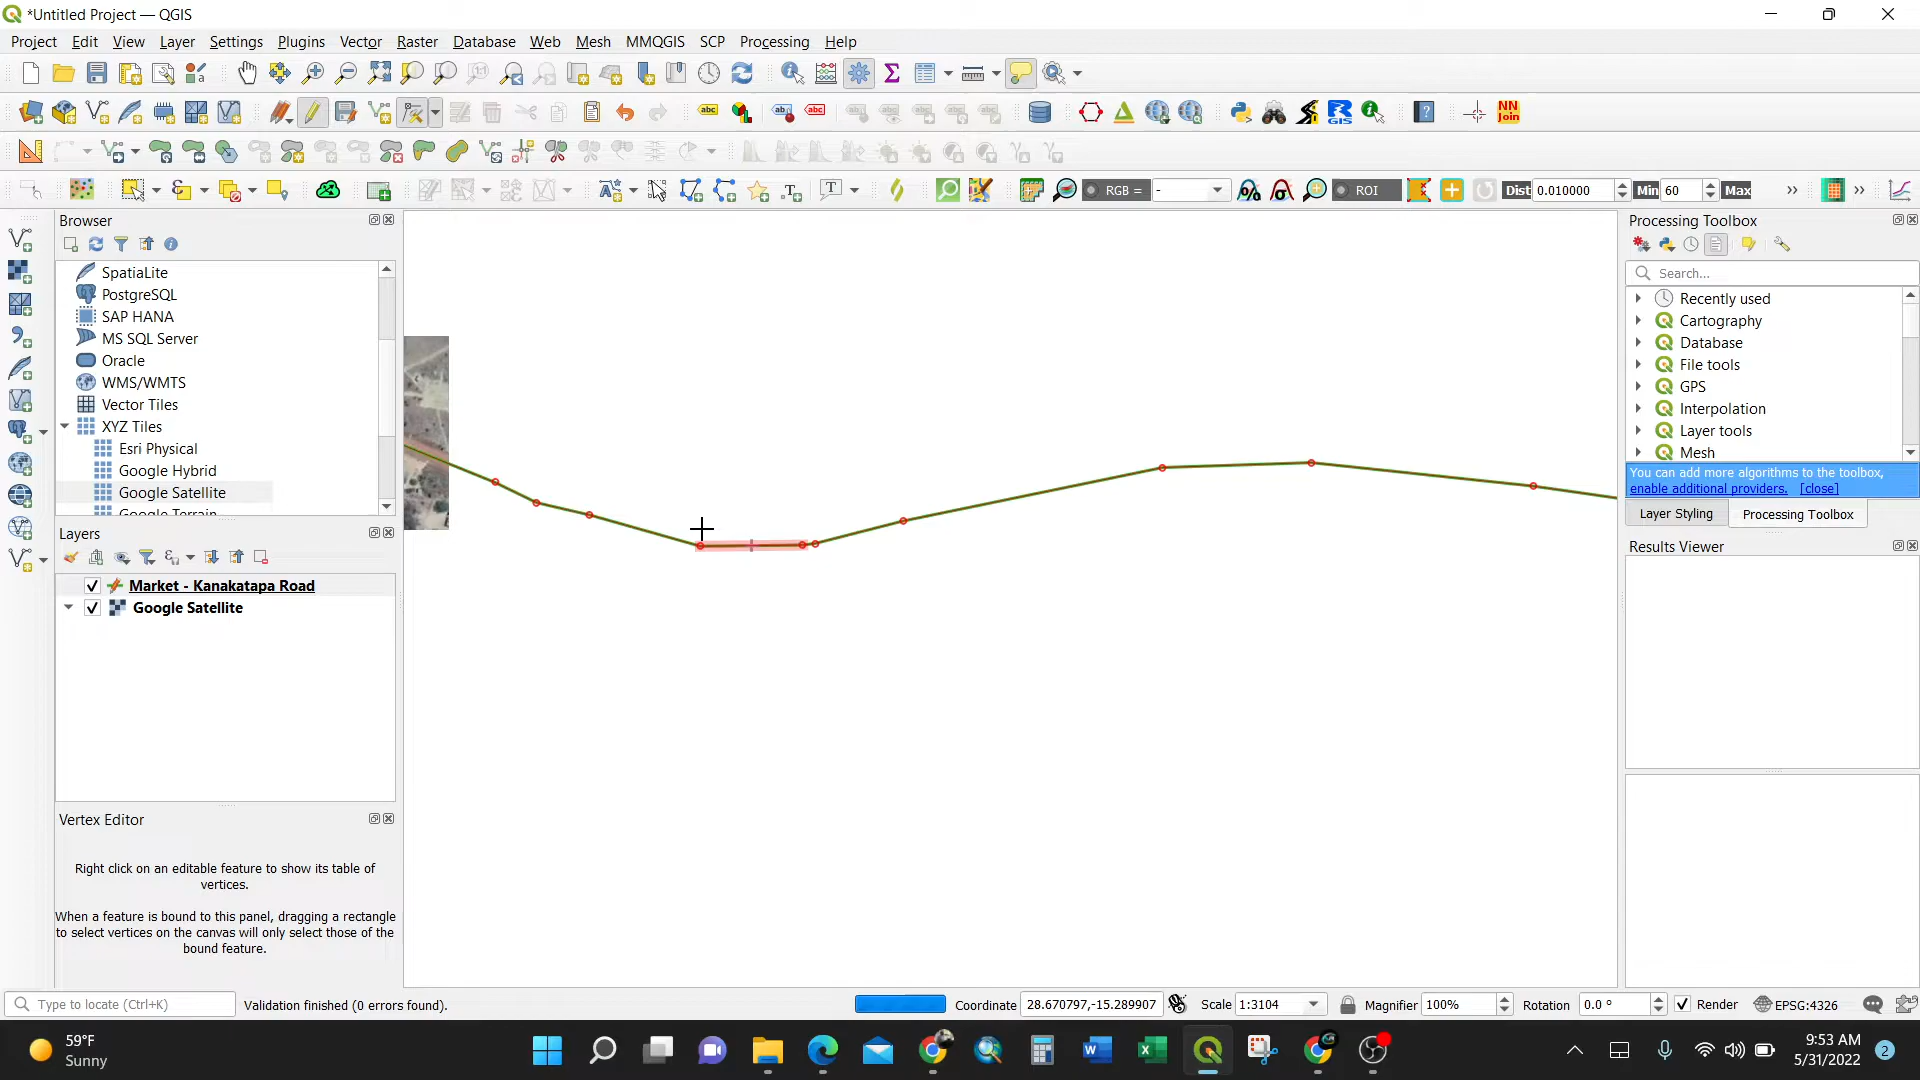 *Untitled Project — QGIS
Project Edit View Layer Settings Plugins Vector Raster Database Web Mesh MMQGIS SCP Processing Help
abc ab abc NN Join
R GIS
RGB = - ROI Dist 0.010000 Min 60 Max
Browser
SpatiaLite
PostgreSQL
SAP HANA
MS SQL Server
Oracle
WMS/WMTS
Vector Tiles
XYZ Tiles
Esri Physical
Google Hybrid
Google Satellite
Google Terrain
Layers
Market - Kanakatapa Road
Google Satellite
Vertex Editor
Right click on an editable feature to show its table of
vertices.
When a feature is bound to this panel, dragging a rectangle
to select vertices on the canvas will only select those of the
bound feature.
Processing Toolbox
Search...
Recently used
Cartography
Database
File tools
GPS
Interpolation
Layer tools
Mesh
You can add more algorithms to the toolbox,
enable additional providers. [close]
Layer Styling Processing Toolbox
Results Viewer
Type to locate (Ctrl+K) Validation finished (0 errors found). Coordinate 28.670797,-15.289907 Scale 1:3104 Magnifier 100% Rotation 0.0 ° Render EPSG:4326
59°F
Sunny
9:53 AM
5/31/2022
2